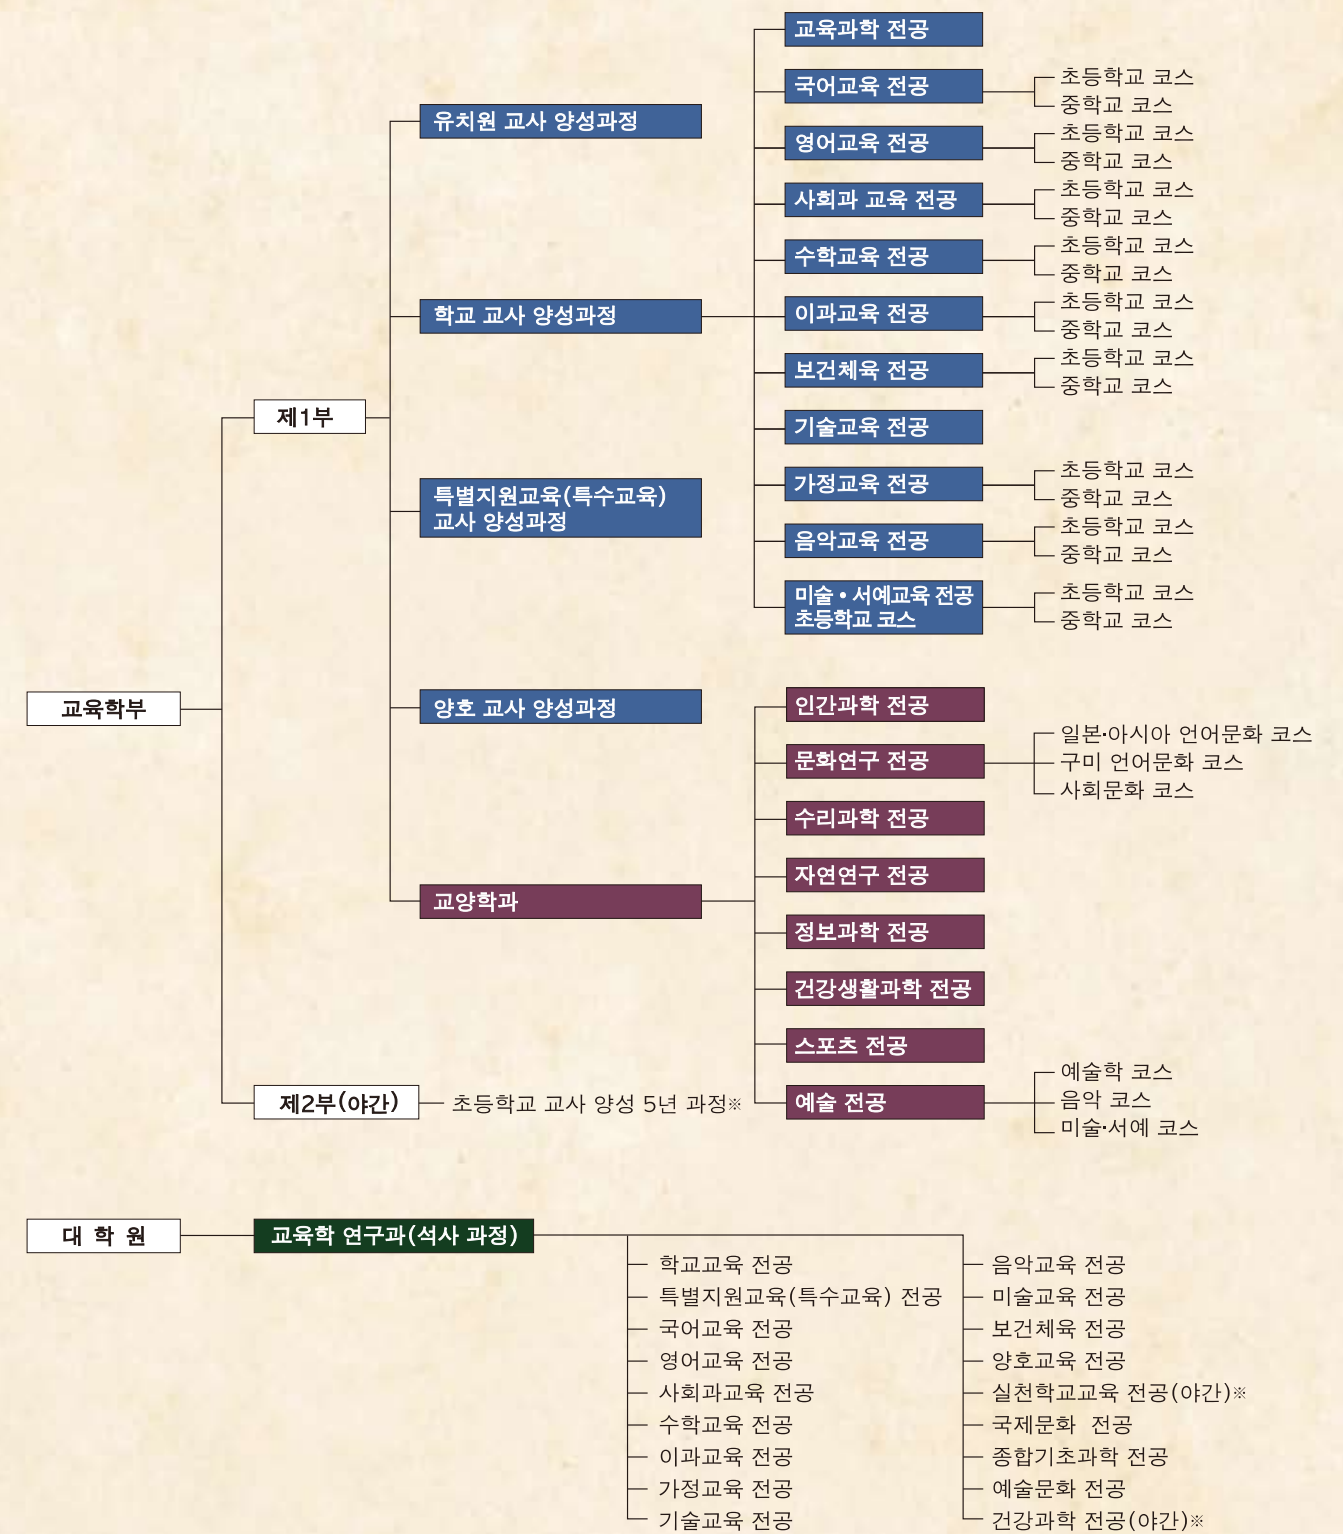 교육학부
제1부
유치원 교사 양성과정
학교 교사 양성과정
교육과학 전공
국어교육 전공
초등학교 코스
중학교 코스
영어교육 전공
초등학교 코스
중학교 코스
사회과 교육 전공
초등학교 코스
중학교 코스
수학교육 전공
초등학교 코스
중학교 코스
이과교육 전공
초등학교 코스
중학교 코스
보건체육 전공
초등학교 코스
중학교 코스
기술교육 전공
가정교육 전공
초등학교 코스
중학교 코스
음악교육 전공
초등학교 코스
중학교 코스
미술・서예교육 전공
초등학교 코스
초등학교 코스
중학교 코스
특별지원교육(특수교육)
교사 양성과정
양호 교사 양성과정
교양학과
인간과학 전공
문화연구 전공
일본·아시아 언어문화 코스
구미 언어문화 코스
사회문화 코스
수리과학 전공
자연연구 전공
정보과학 전공
건강생활과학 전공
스포츠 전공
예술 전공
예술학 코스
음악 코스
미술·서예 코스
제2부(야간)
초등학교 교사 양성 5년 과정※
대 학 원
교육학 연구과(석사 과정)
학교교육 전공
특별지원교육(특수교육) 전공
국어교육 전공
영어교육 전공
사회과교육 전공
수학교육 전공
이과교육 전공
가정교육 전공
기술교육 전공
음악교육 전공
미술교육 전공
보건체육 전공
양호교육 전공
실천학교교육 전공(야간)※
국제문화 전공
종합기초과학 전공
예술문화 전공
건강과학 전공(야간)※